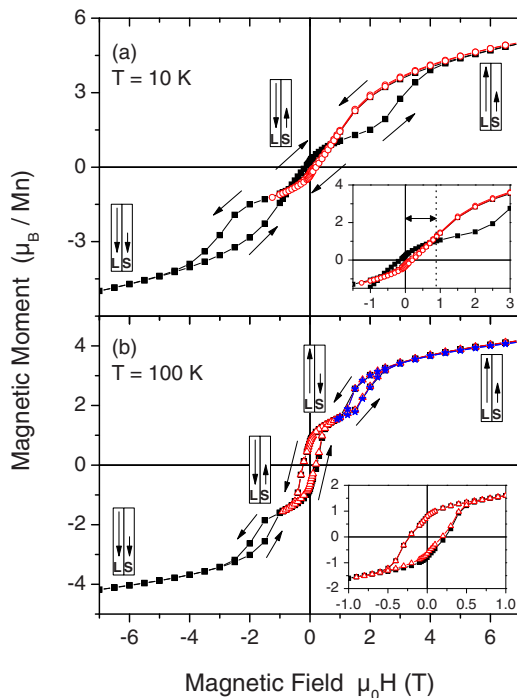 6
(a)
T = 10 K
3
L S
L S
0
L S
4
2
0
-3
-1 0 1 2 3
Magnetic Moment (μB / Mn)
(b)
T = 100 K
4
L S
L S
2
0
L S
-2
L S
1
0
-1
-2
-1.0 -0.5 0.0 0.5 1.0
-4
-6 -4 -2 0 2 4 6
Magnetic Field μ0H (T)